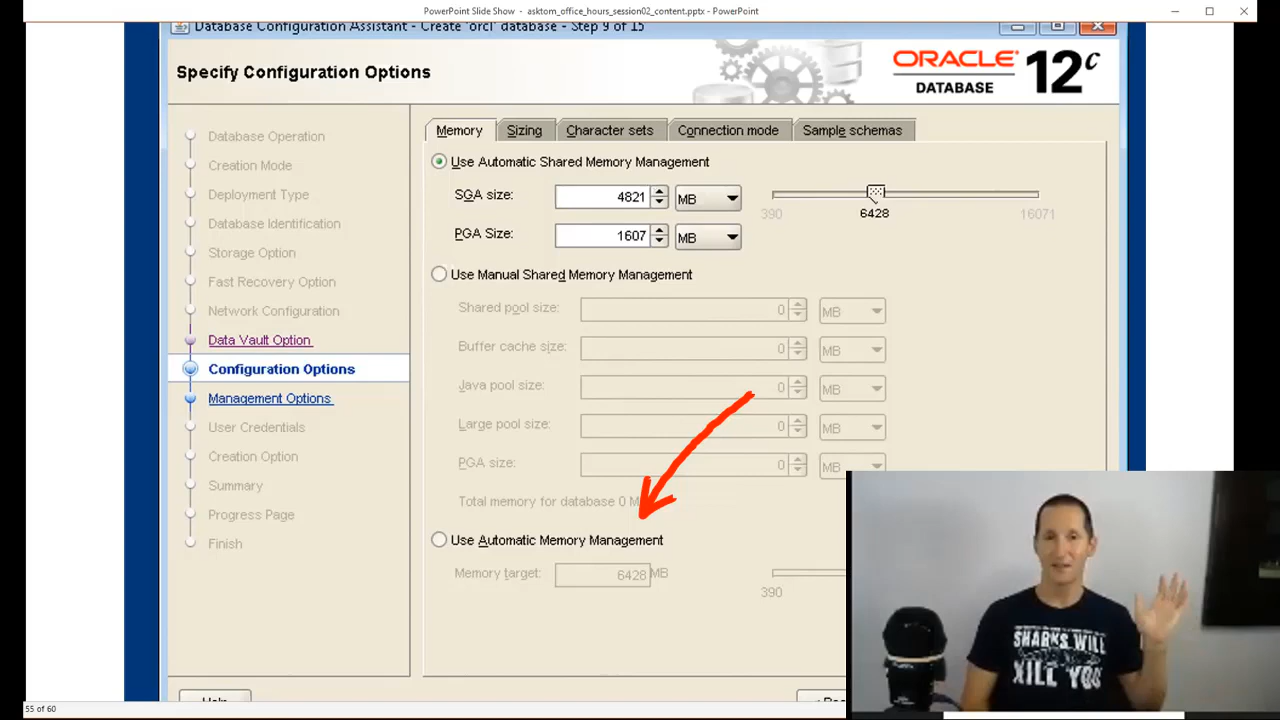 PowerPoint Slide Show - asktom_office_hours_session02_content.pptx - PowerPoint
Database Configuration Assistant - Create 'orcl' database - Step 9 of 15
Specify Configuration Options
ORACLE
DATABASE
12c
Database Operation
Creation Mode
Deployment Type
Database Identification
Storage Option
Fast Recovery Option
Network Configuration
Data Vault Option
Configuration Options
Management Options
User Credentials
Creation Option
Summary
Progress Page
Finish
Memory Sizing Character sets Connection mode Sample schemas
Use Automatic Shared Memory Management
SGA size: 4821 MB
390 6428 16071
PGA Size: 1607 MB
Use Manual Shared Memory Management
Shared pool size: 0 MB
Buffer cache size: 0 MB
Java pool size: 0 MB
Large pool size: 0 MB
PGA size: 0 MB
Total memory for database 0 M
Use Automatic Memory Management
Memory target: 6428 MB
390
SHARKS WILL
KILL YOU
55 of 60